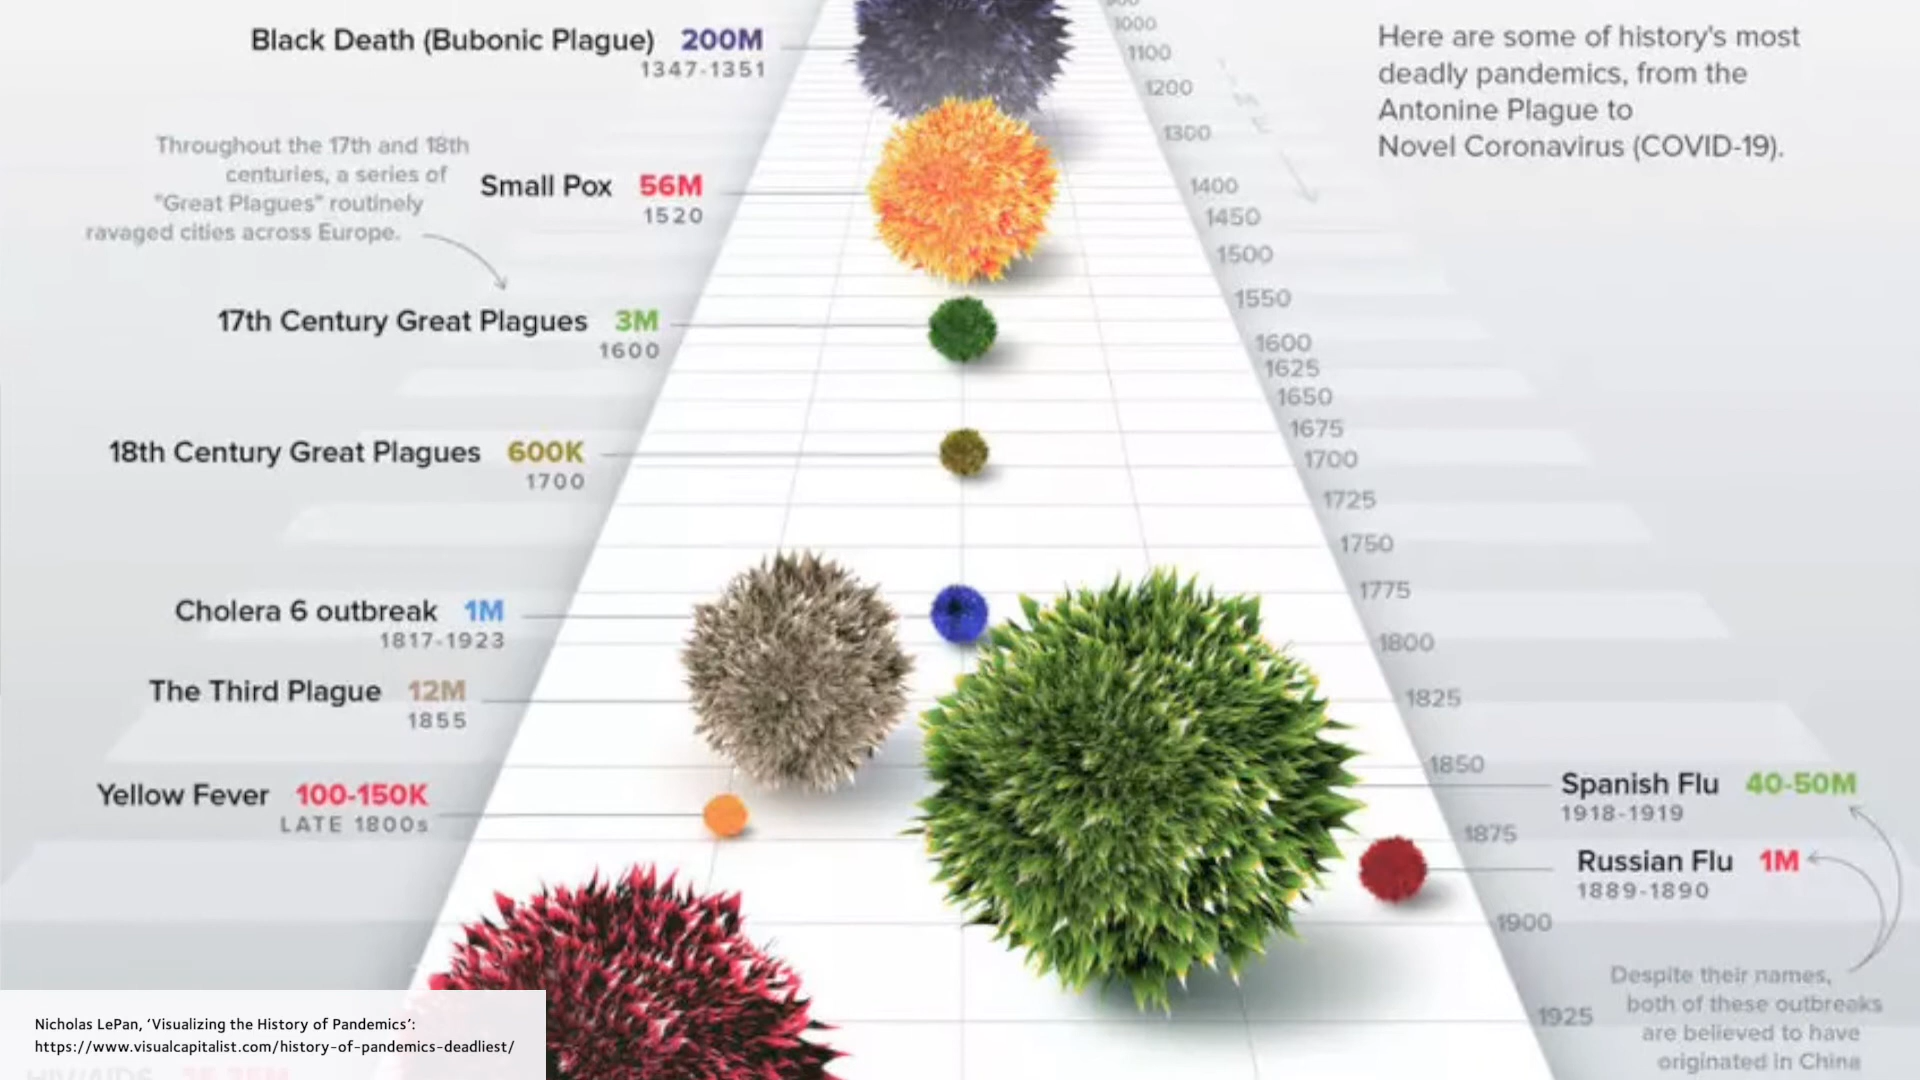 Black Death (Bubonic Plague) 200M
1347-1351
Throughout the 17th and 18th
centuries, a series of
"Great Plagues" routinely
ravaged cities across Europe.
Small Pox 56M
1520
17th Century Great Plagues 3M
1600
18th Century Great Plagues 600K
1700
Cholera 6 outbreak 1M
1817-1923
The Third Plague 12M
1855
Yellow Fever 100-150K
LATE 1800s
Nicholas LePan, ‘Visualizing the History of Pandemics’:
https://www.visualcapitalist.com/history-of-pandemics-deadliest/
1000
1100
1200
1300
1400
1450
1500
1550
1600
1625
1650
1675
1700
1725
1750
1775
1800
1825
1850
1875
1900
1925
TIME
Here are some of history's most
deadly pandemics, from the
Antonine Plague to
Novel Coronavirus (COVID-19).
Spanish Flu 40-50M
1918-1919
Russian Flu 1M
1889-1890
Despite their names,
both of these outbreaks
are believed to have
originated in China